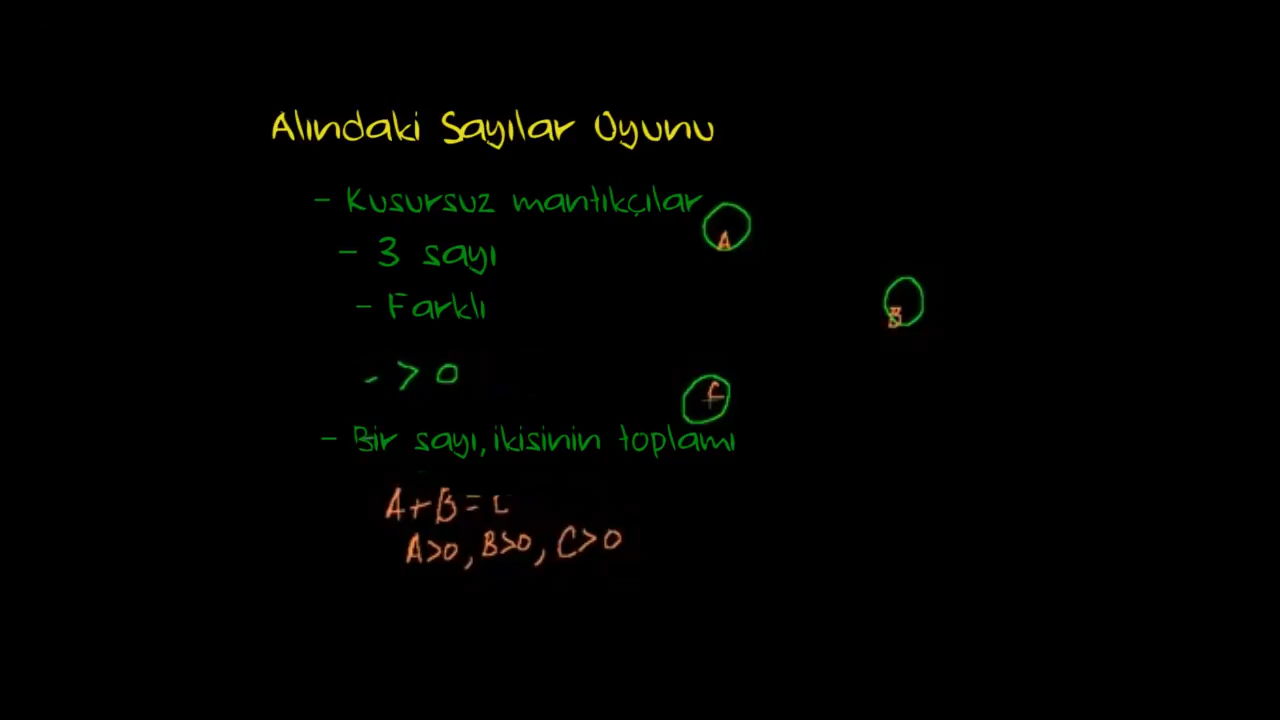 Alındaki Sayılar Oyunu
- Kusursuz mantıkçılar
A
- 3 sayı
- Farklı
B
- > 0
C
- Bir sayı, ikisinin toplamı
A+B=C
A>0, B>0, C>0